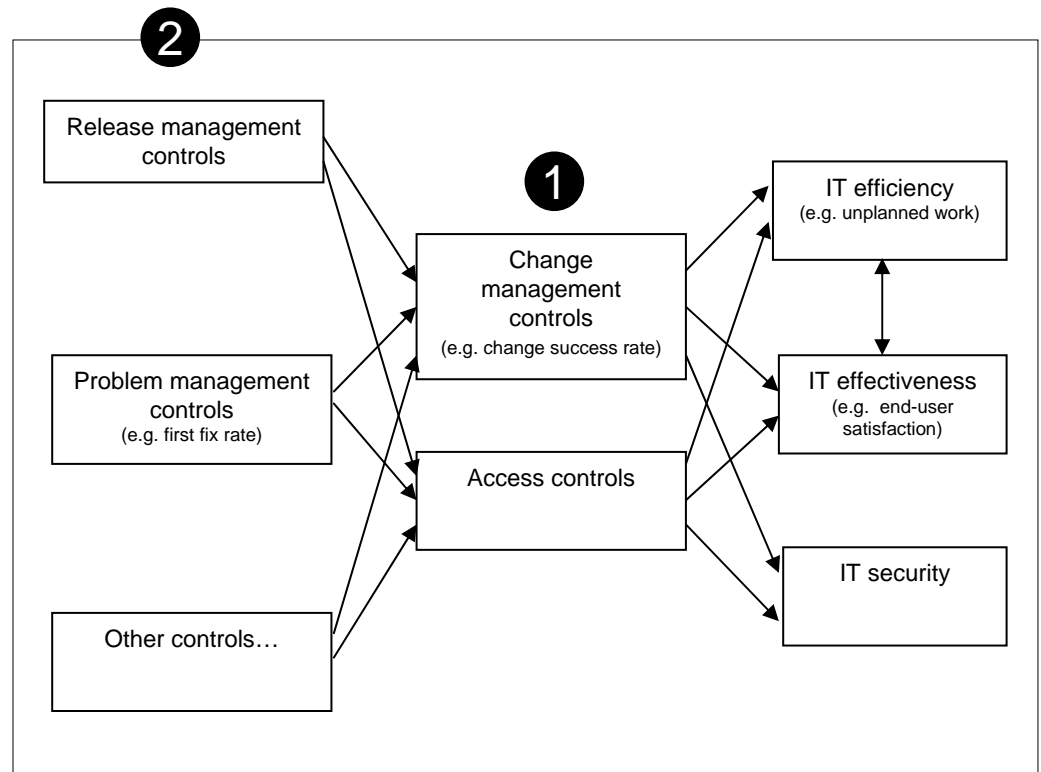 2
Release management
controls
1
IT efficiency
(e.g. unplanned work)
Change
management
controls
(e.g. change success rate)
Problem management
controls
(e.g. first fix rate)
IT effectiveness
(e.g. end-user
satisfaction)
Access controls
IT security
Other controls…